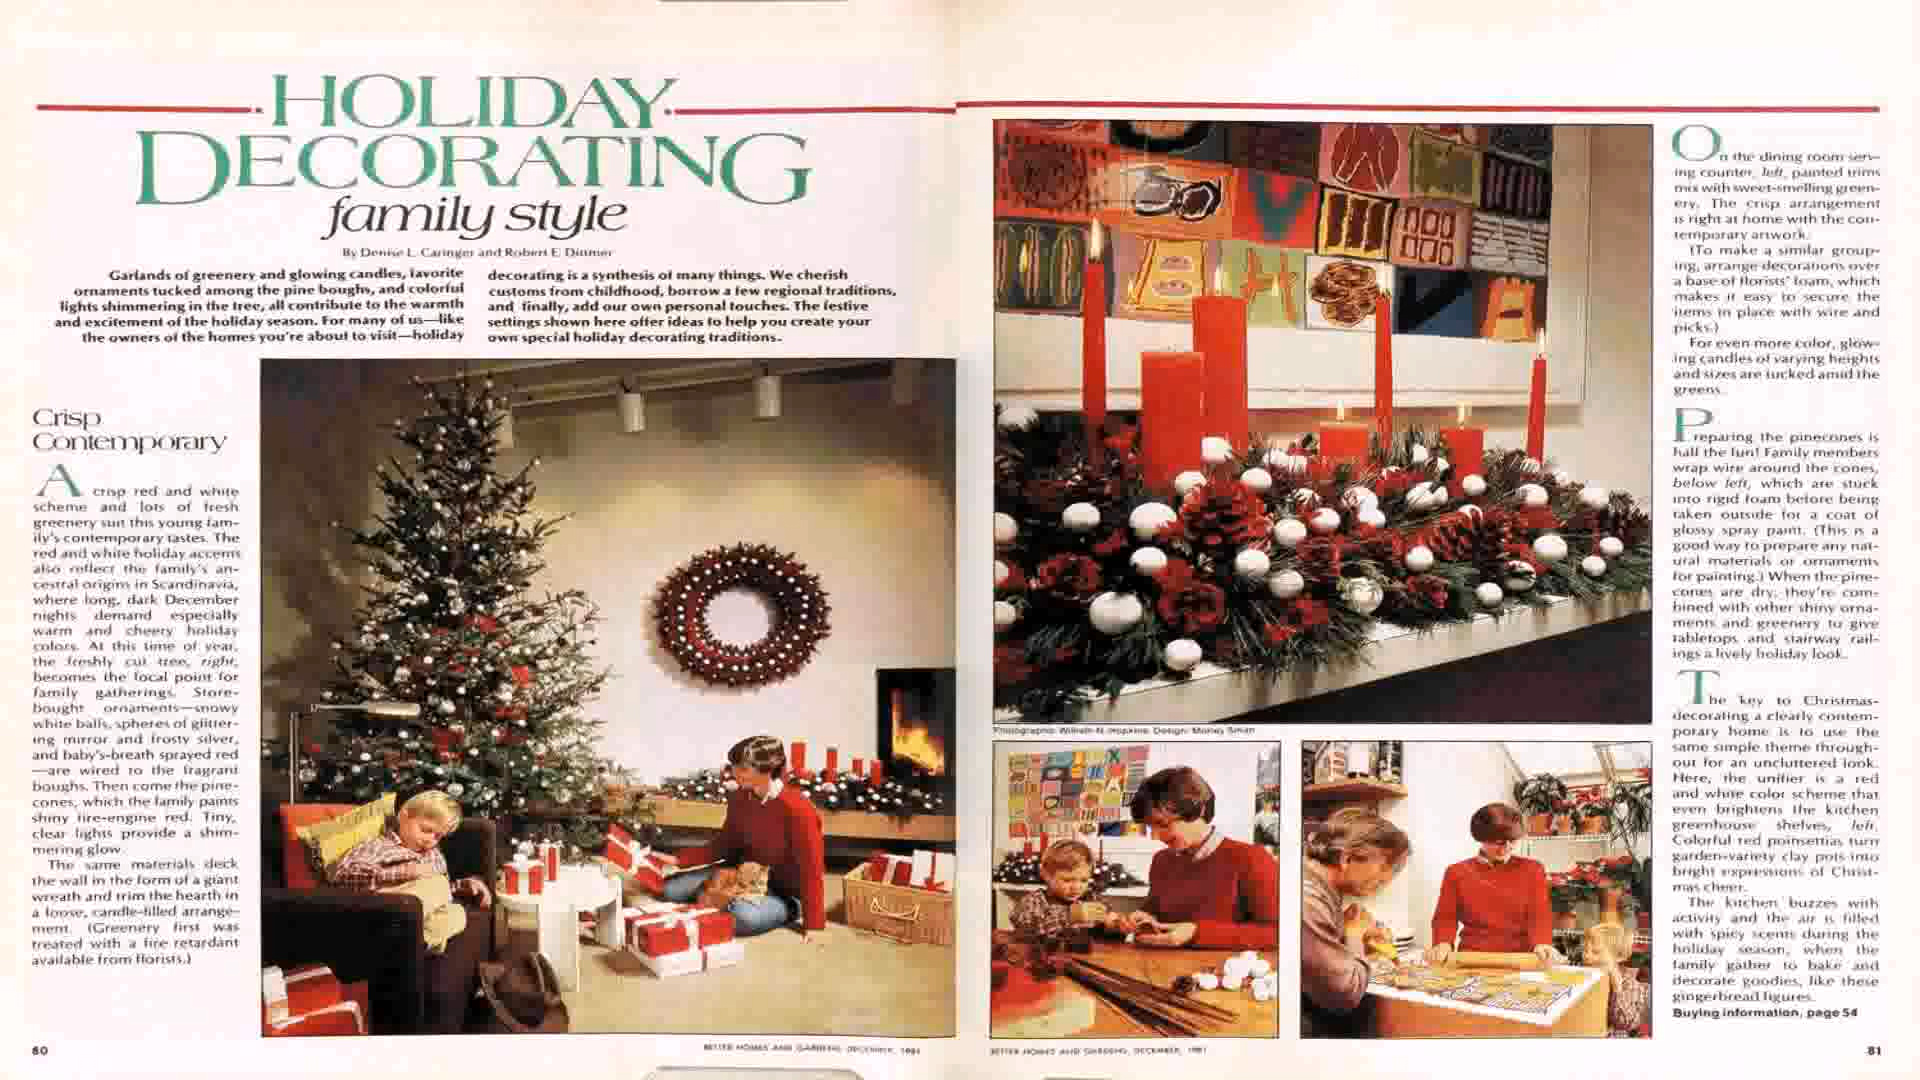 HOLIDAY
DECORATING
family style
By Denise L. Caringer and Robert E. Dittmer
Garlands of greenery and glowing candles, favorite
ornaments tucked among the pine boughs, and colorful
lights shimmering in the tree, all contribute to the warmth
and excitement of the holiday season. For many of us—like
the owners of the homes you're about to visit—holiday
decorating is a synthesis of many things. We cherish
customs from childhood, borrow a few regional traditions,
and finally, add our own personal touches. The festive
settings shown here offer ideas to help you create your
own special holiday decorating traditions.
Crisp
Contemporary
A crisp red and white
scheme and lots of fresh
greenery suit this young fam-
ily's contemporary tastes. The
red and white holiday accents
also reflect the family's an-
cestral origins in Scandinavia,
where long, dark December
nights demand especially
warm and cheery holiday
colors. At this time of year,
the freshly cut tree, right,
becomes the focal point for
family gatherings. Store-
bought ornaments—snowy
white balls, spheres of glitter-
ing mirror and frosty silver,
and baby's-breath sprayed red
—are wired to the fragrant
boughs. Then come the pine-
cones, which the family paints
shiny fire-engine red. Tiny,
clear lights provide a shim-
mering glow.
The same materials deck
the wall in the form of a giant
wreath and trim the hearth in
a loose, candle-filled arrange-
ment. (Greenery first was
treated with a fire retardant
available from florists.)
80
BETTER HOMES AND GARDENS, DECEMBER, 1981
Photographs: William N. Hopkins. Design: Morley Smith
On the dining room serv-
ing counter, left, painted trims
mix with sweet-smelling green-
ery. The crisp arrangement
is right at home with the con-
temporary artwork.
(To make a similar group-
ing, arrange decorations over
a base of florists' foam, which
makes it easy to secure the
items in place with wire and
picks.)
For even more color, glow-
ing candles of varying heights
and sizes are tucked amid the
greens.
Preparing the pinecones is
half the fun! Family members
wrap wire around the cones,
below left, which are stuck
into rigid foam before being
taken outside for a coat of
glossy spray paint. (This is a
good way to prepare any nat-
ural materials or ornaments
for painting.) When the pine-
cones are dry, they're com-
bined with other shiny orna-
ments and greenery to give
tabletops and stairway rail-
ings a lively holiday look.
The key to Christmas-
decorating a clearly contem-
porary home is to use the
same simple theme through-
out for an uncluttered look.
Here, the unifier is a red
and white color scheme that
even brightens the kitchen
greenhouse shelves, left.
Colorful red poinsettias turn
garden-variety clay pots into
bright expressions of Christ-
mas cheer.
The kitchen buzzes with
activity and the air is filled
with spicy scents during the
holiday season, when the
family gather to bake and
decorate goodies, like these
gingerbread figures.
Buying information, page 54
BETTER HOMES AND GARDENS, DECEMBER, 1981
81